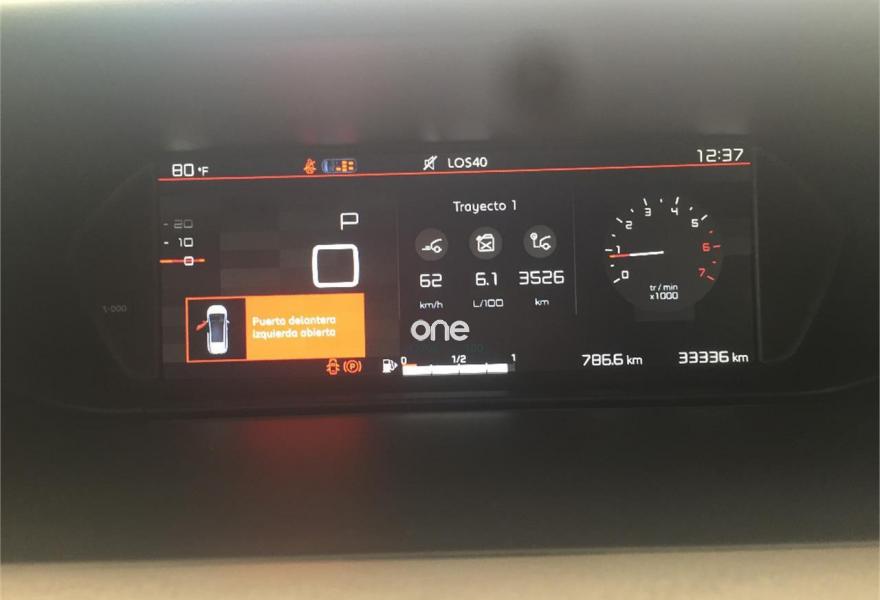 80 °F
LOS40
12:37
- 20
- 10
P
0
Puerta delantera
izquierda abierta
Trayecto 1
62 6.1 3526
km/h L/100 km
one
0 1/2 1
0 1 2 3 4 5 6 7
tr/min
x1000
786.6 km
33336 km